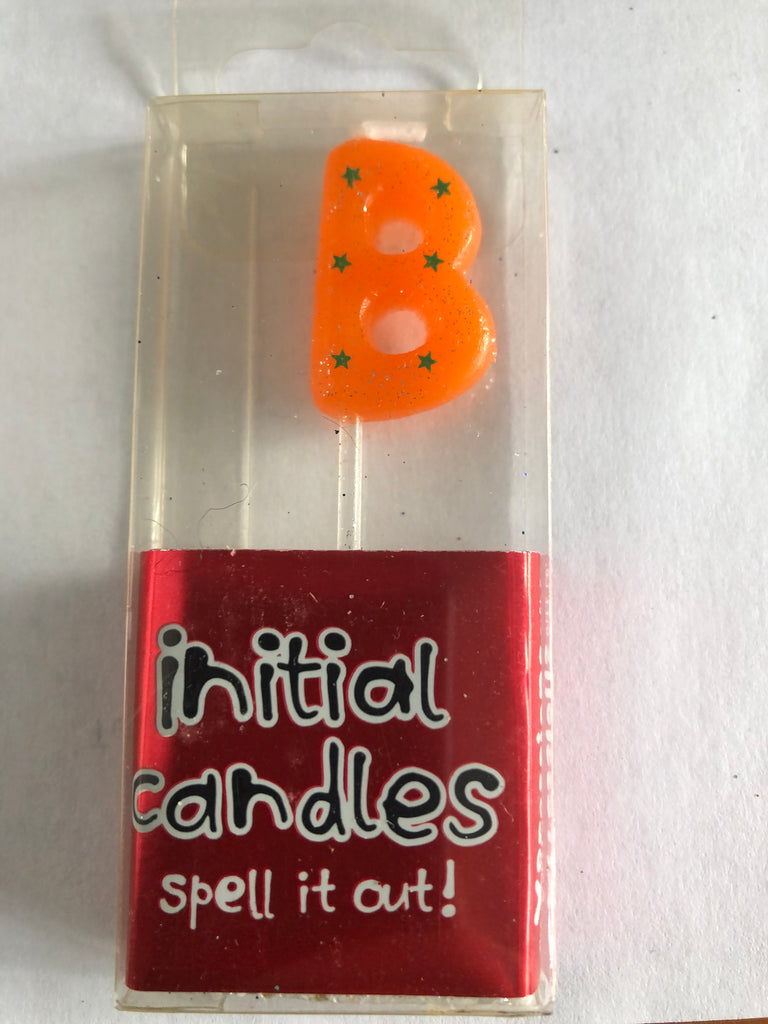 B
initial
candles
spell it out!